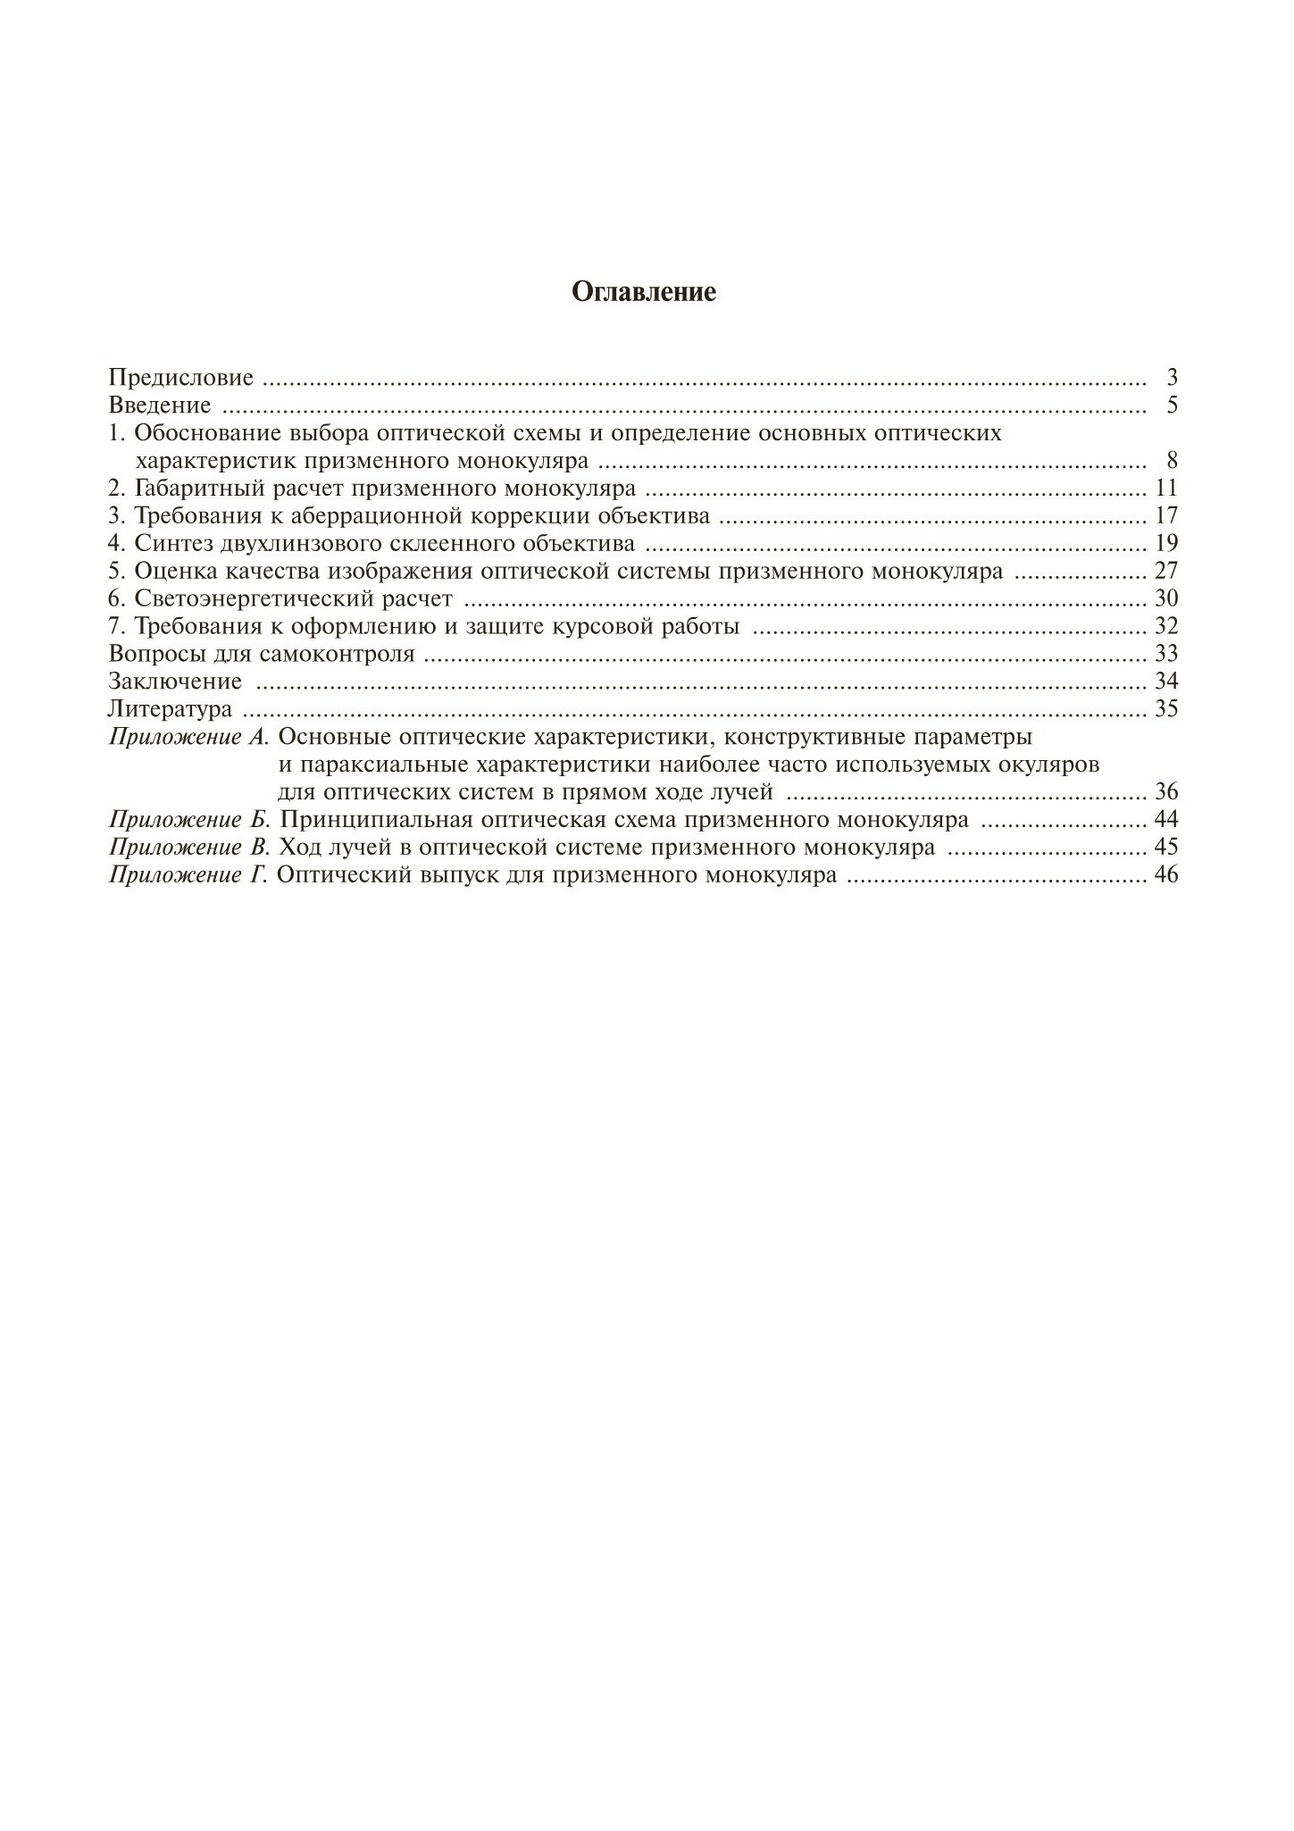 Оглавление
Предисловие ........ 3
Введение ........ 5
1. Обоснование выбора оптической схемы и определение основных оптических
характеристик призменного монокуляра ........ 8
2. Габаритный расчет призменного монокуляра ........ 11
3. Требования к аберрационной коррекции объектива ........ 17
4. Синтез двухлинзового склеенного объектива ........ 19
5. Оценка качества изображения оптической системы призменного монокуляра ........ 27
6. Светоэнергетический расчет ........ 30
7. Требования к оформлению и защите курсовой работы ........ 32
Вопросы для самоконтроля ........ 33
Заключение ........ 34
Литература ........ 35
Приложение А. Основные оптические характеристики, конструктивные параметры
и параксиальные характеристики наиболее часто используемых окуляров
для оптических систем в прямом ходе лучей ........ 36
Приложение Б. Принципиальная оптическая схема призменного монокуляра ........ 44
Приложение В. Ход лучей в оптической системе призменного монокуляра ........ 45
Приложение Г. Оптический выпуск для призменного монокуляра ........ 46